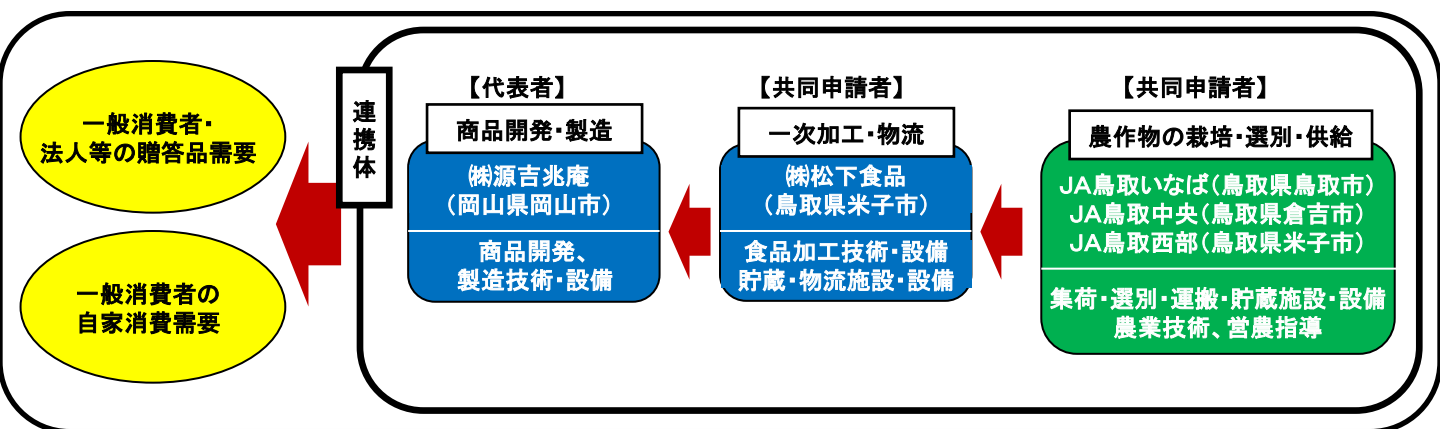 一般消費者・
法人等の贈答品需要
一般消費者の
自家消費需要
連携体
【代表者】
商品開発・製造
㈱源吉兆庵
(岡山県岡山市)
商品開発、
製造技術・設備
【共同申請者】
一次加工・物流
㈱松下食品
(鳥取県米子市)
食品加工技術・設備
貯蔵・物流施設・設備
【共同申請者】
農作物の栽培・選別・供給
JA鳥取いなば(鳥取県鳥取市)
JA鳥取中央(鳥取県倉吉市)
JA鳥取西部(鳥取県米子市)
集荷・選別・運搬・貯蔵施設・設備
農業技術、営農指導